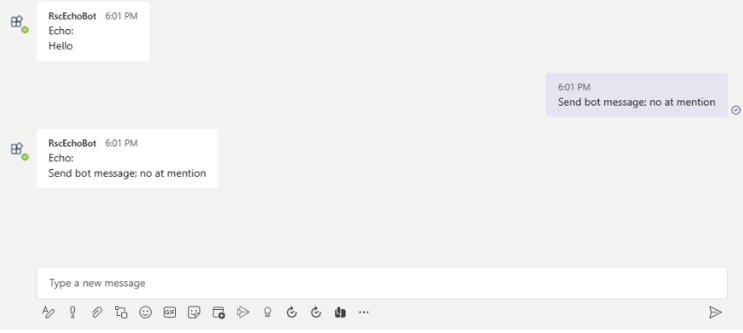 RscEchoBot 6:01 PM
Echo:
Hello
6:01 PM
Send bot message; no at mention
RscEchoBot 6:01 PM
Echo:
Send bot message; no at mention
Type a new message
GIF